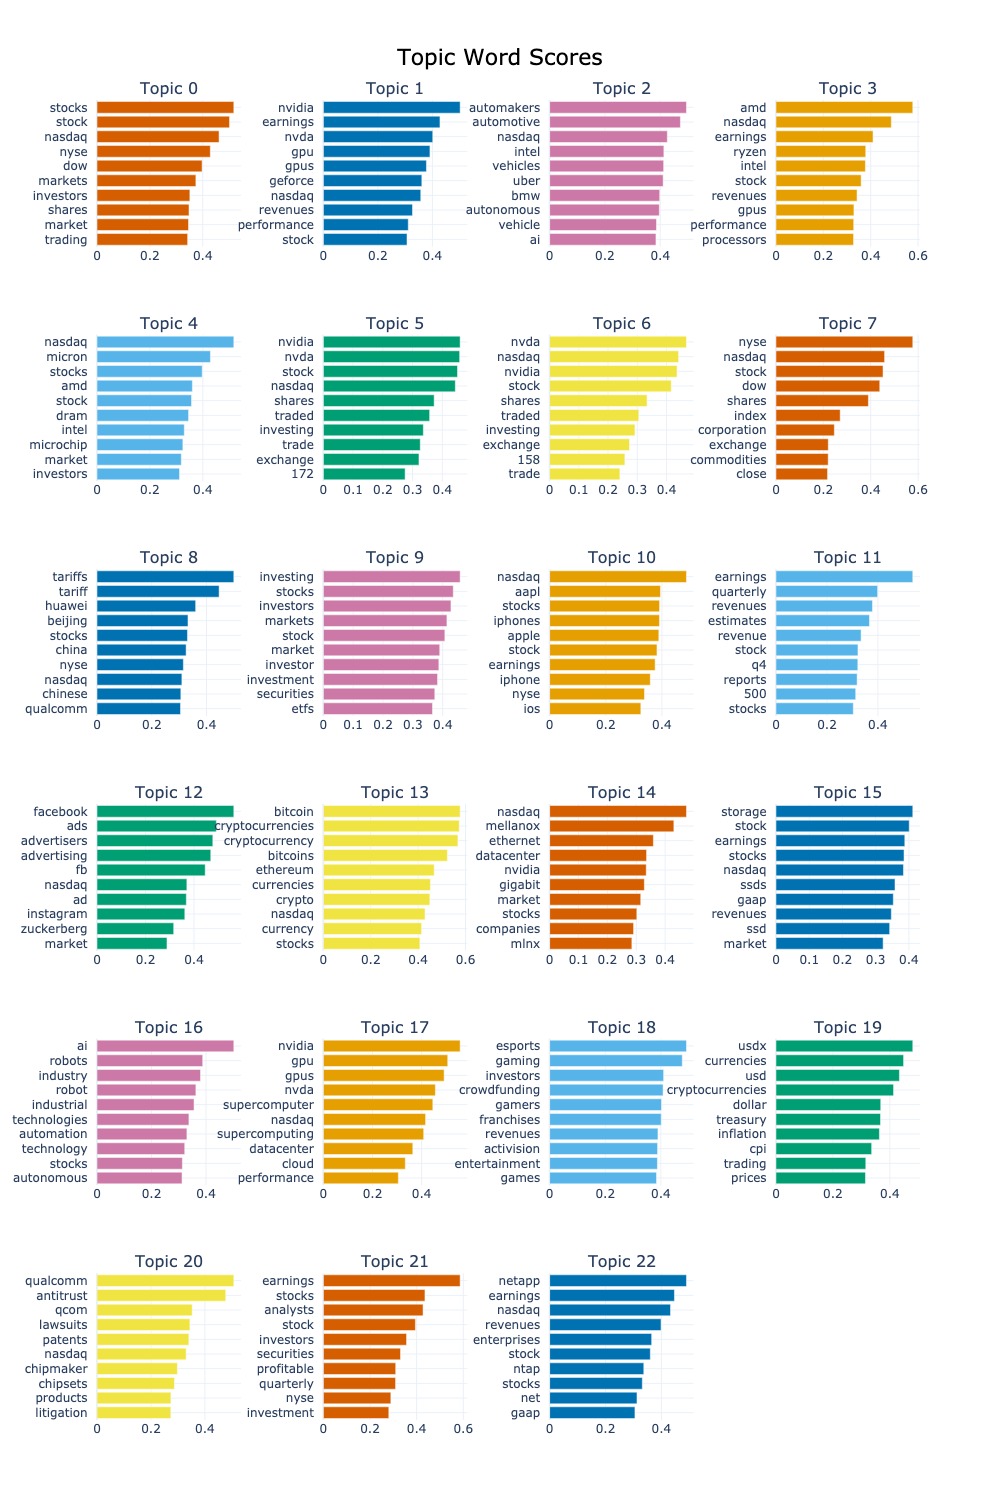 Topic Word Scores
Topic 0
stocks
stock
nasdaq
nyse
dow
markets
investors
shares
market
trading
0 0.2 0.4
Topic 1
nvidia
earnings
nvda
gpu
gpus
geforce
nasdaq
revenues
performance
stock
0 0.2 0.4
Topic 2
automakers
automotive
nasdaq
intel
vehicles
uber
bmw
autonomous
vehicle
ai
0 0.2 0.4
Topic 3
amd
nasdaq
earnings
ryzen
intel
stock
revenues
gpus
performance
processors
0 0.2 0.4 0.6
Topic 4
nasdaq
micron
stocks
amd
stock
dram
intel
microchip
market
investors
0 0.2 0.4
Topic 5
nvidia
nvda
stock
nasdaq
shares
traded
investing
trade
exchange
172
0 0.1 0.2 0.3 0.4
Topic 6
nvda
nasdaq
nvidia
stock
shares
traded
investing
exchange
158
trade
0 0.1 0.2 0.3 0.4
Topic 7
nyse
nasdaq
stock
dow
shares
index
corporation
exchange
commodities
close
0 0.2 0.4 0.6
Topic 8
tariffs
tariff
huawei
beijing
stocks
china
nyse
nasdaq
chinese
qualcomm
0 0.2 0.4
Topic 9
investing
stocks
investors
markets
stock
market
investor
investment
securities
etfs
0 0.1 0.2 0.3 0.4
Topic 10
nasdaq
aapl
stocks
iphones
apple
stock
earnings
iphone
nyse
ios
0 0.2 0.4
Topic 11
earnings
quarterly
revenues
estimates
revenue
stock
q4
reports
500
stocks
0 0.2 0.4
Topic 12
facebook
ads
advertisers
advertising
fb
nasdaq
ad
instagram
zuckerberg
market
0 0.2 0.4
Topic 13
bitcoin
cryptocurrencies
cryptocurrency
bitcoins
ethereum
currencies
crypto
nasdaq
currency
stocks
0 0.2 0.4 0.6
Topic 14
nasdaq
mellanox
ethernet
datacenter
nvidia
gigabit
market
stocks
companies
mlnx
0 0.1 0.2 0.3 0.4
Topic 15
storage
stock
earnings
stocks
nasdaq
ssds
gaap
revenues
ssd
market
0 0.1 0.2 0.3 0.4
Topic 16
ai
robots
industry
robot
industrial
technologies
automation
technology
stocks
autonomous
0 0.2 0.4
Topic 17
nvidia
gpu
gpus
nvda
supercomputer
nasdaq
supercomputing
datacenter
cloud
performance
0 0.2 0.4
Topic 18
esports
gaming
investors
crowdfunding
gamers
franchises
revenues
activision
entertainment
games
0 0.2 0.4
Topic 19
usdx
currencies
usd
cryptocurrencies
dollar
treasury
inflation
cpi
trading
prices
0 0.2 0.4
Topic 20
qualcomm
antitrust
qcom
lawsuits
patents
nasdaq
chipmaker
chipsets
products
litigation
0 0.2 0.4
Topic 21
earnings
stocks
analysts
stock
investors
securities
profitable
quarterly
nyse
investment
0 0.2 0.4 0.6
Topic 22
netapp
earnings
nasdaq
revenues
enterprises
stock
ntap
stocks
net
gaap
0 0.2 0.4